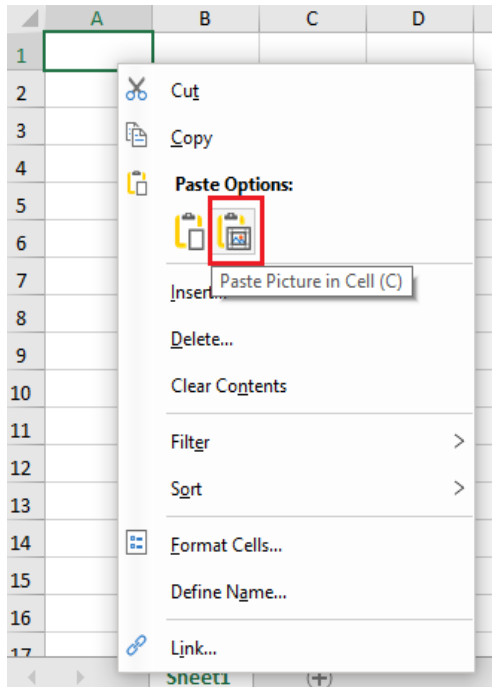 A B C D
1
2
3
4
5
6
7
8
9
10
11
12
13
14
15
16
17
Cut
Copy
Paste Options:
Paste Picture in Cell (C)
Insert...
Delete...
Clear Contents
Filter
Sort
Format Cells...
Define Name...
Link...
Sheet1